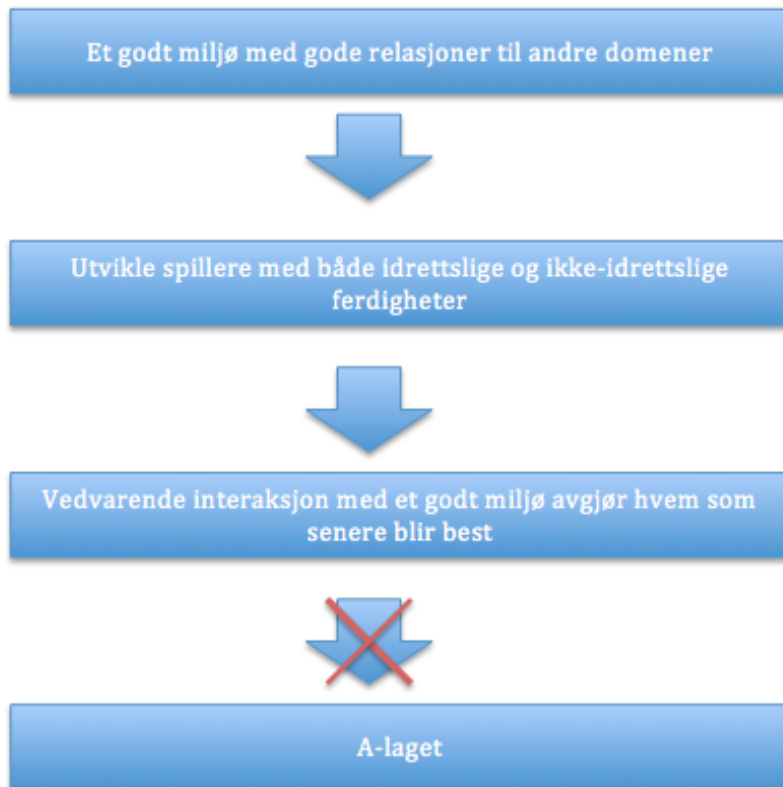 Et godt miljø med gode relasjoner til andre domener
Utvikle spillere med både idrettslige og ikke-idrettslige
ferdigheter
Vedvarende interaksjon med et godt miljø avgjør hvem som
senere blir best
A-laget